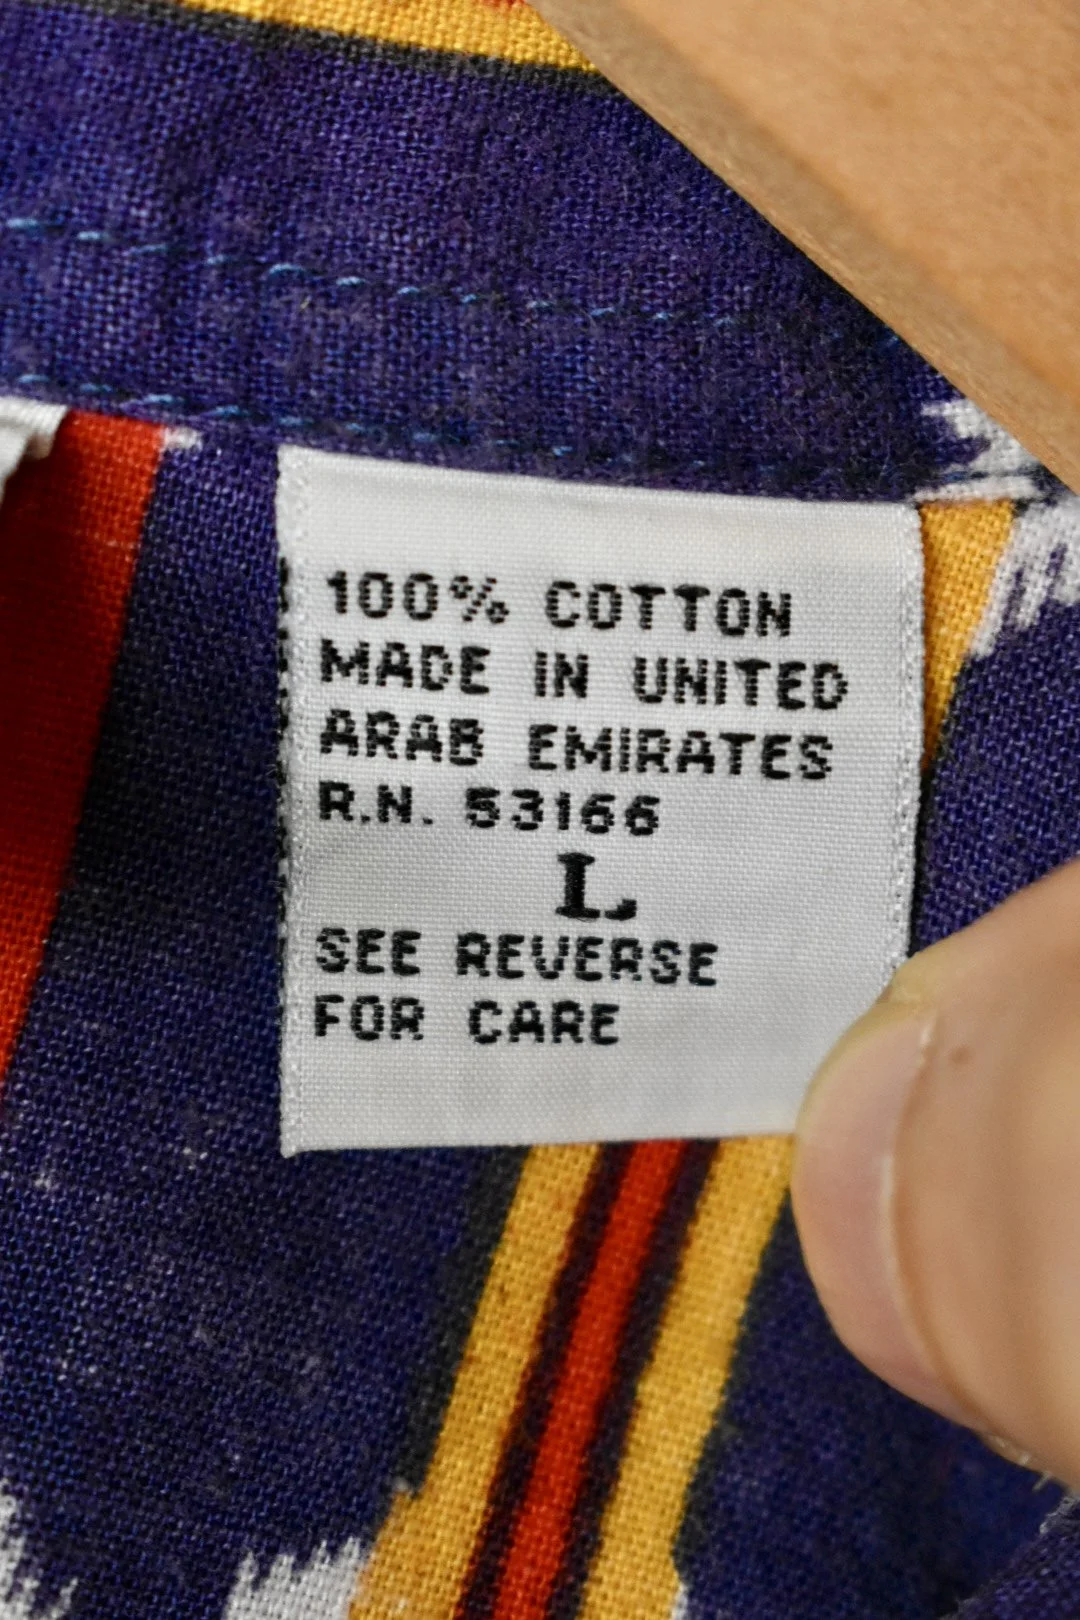 100% COTTON
MADE IN UNITED
ARAB EMIRATES
R.N. 53166
L
SEE REVERSE
FOR CARE